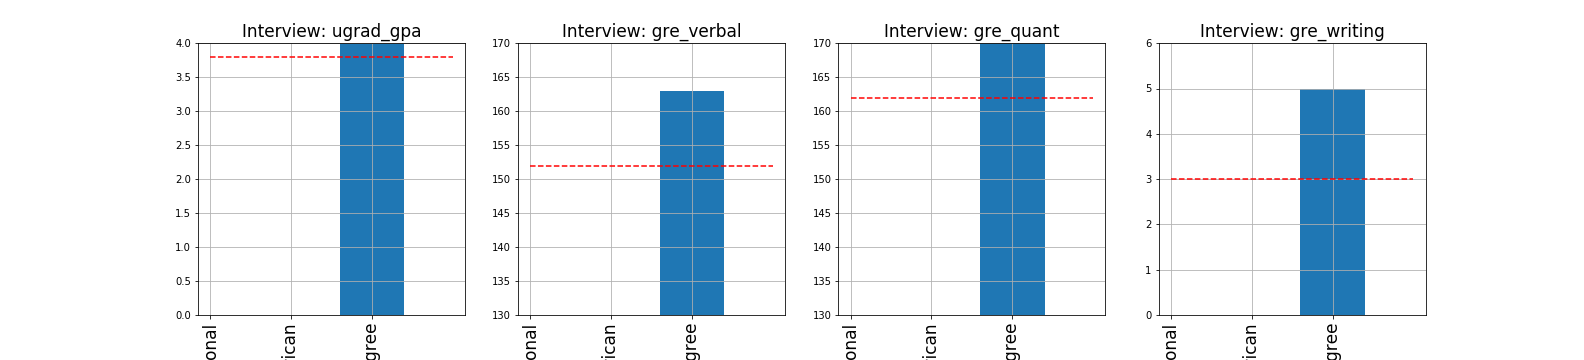 Interview: ugrad_gpa
4.0
3.5
3.0
2.5
2.0
1.5
1.0
0.5
0.0
onal
ican
gree
Interview: gre_verbal
170
165
160
155
150
145
140
135
130
onal
ican
gree
Interview: gre_quant
170
165
160
155
150
145
140
135
130
onal
ican
gree
Interview: gre_writing
6
5
4
3
2
1
0
onal
ican
gree